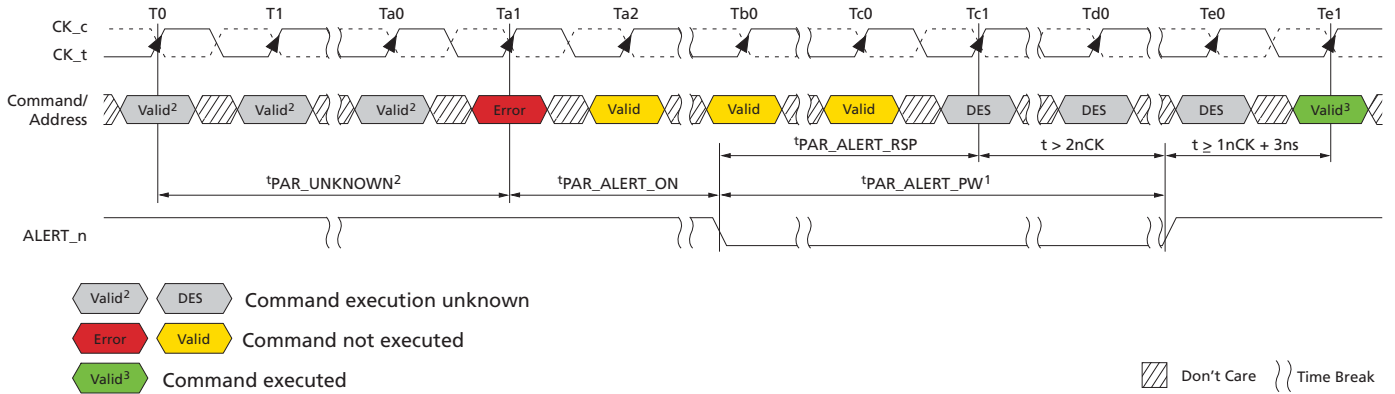 T0 T1 Ta0 Ta1 Ta2 Tb0 Tc0 Tc1 Td0 Te0 Te1
CK_c
CK_t
Command/
Address
Valid² Valid² Valid² Error Valid Valid Valid DES DES DES Valid³
ᵗPAR_ALERT_RSP t > 2nCK t ≥ 1nCK + 3ns
ᵗPAR_UNKNOWN² ᵗPAR_ALERT_ON ᵗPAR_ALERT_PW¹
ALERT_n
Valid² DES Command execution unknown
Error Valid Command not executed
Valid³ Command executed
Don't Care Time Break